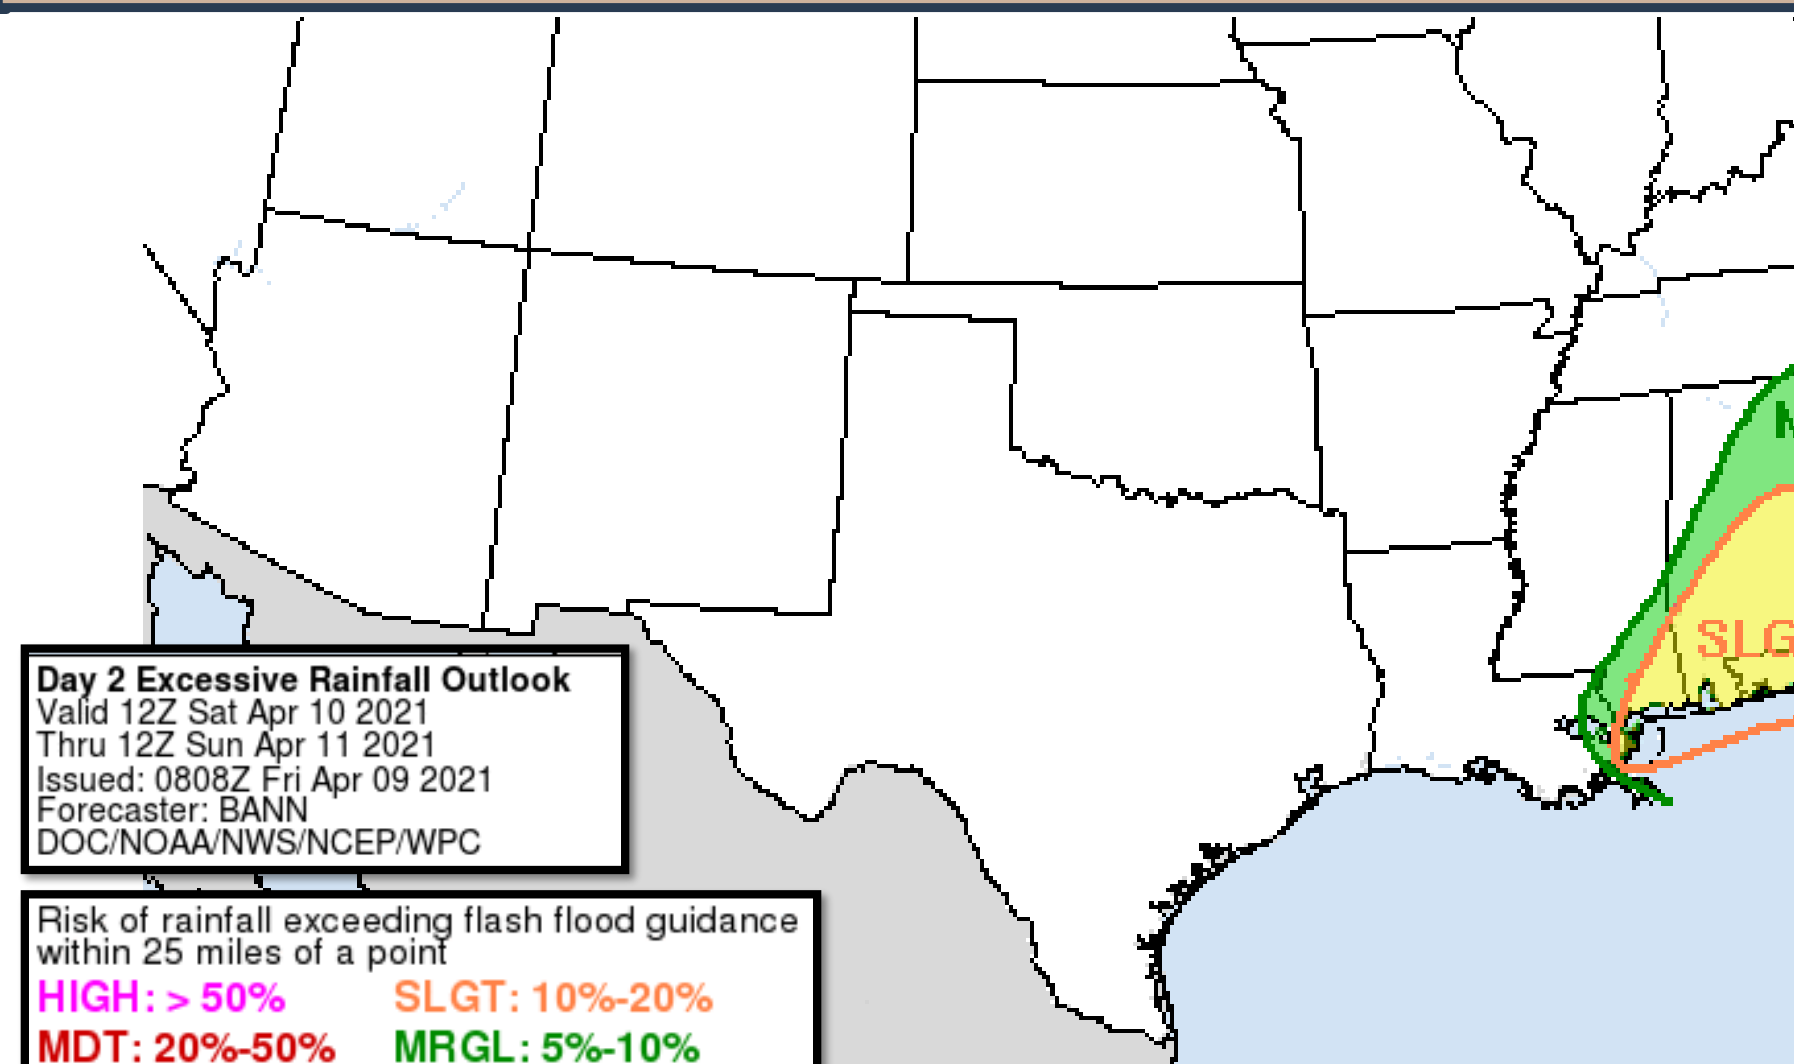 M
SLG
Day 2 Excessive Rainfall Outlook
Valid 12Z Sat Apr 10 2021
Thru 12Z Sun Apr 11 2021
Issued: 0808Z Fri Apr 09 2021
Forecaster: BANN
DOC/NOAA/NWS/NCEP/WPC
Risk of rainfall exceeding flash flood guidance
within 25 miles of a point
HIGH: > 50% SLGT: 10%-20%
MDT: 20%-50% MRGL: 5%-10%